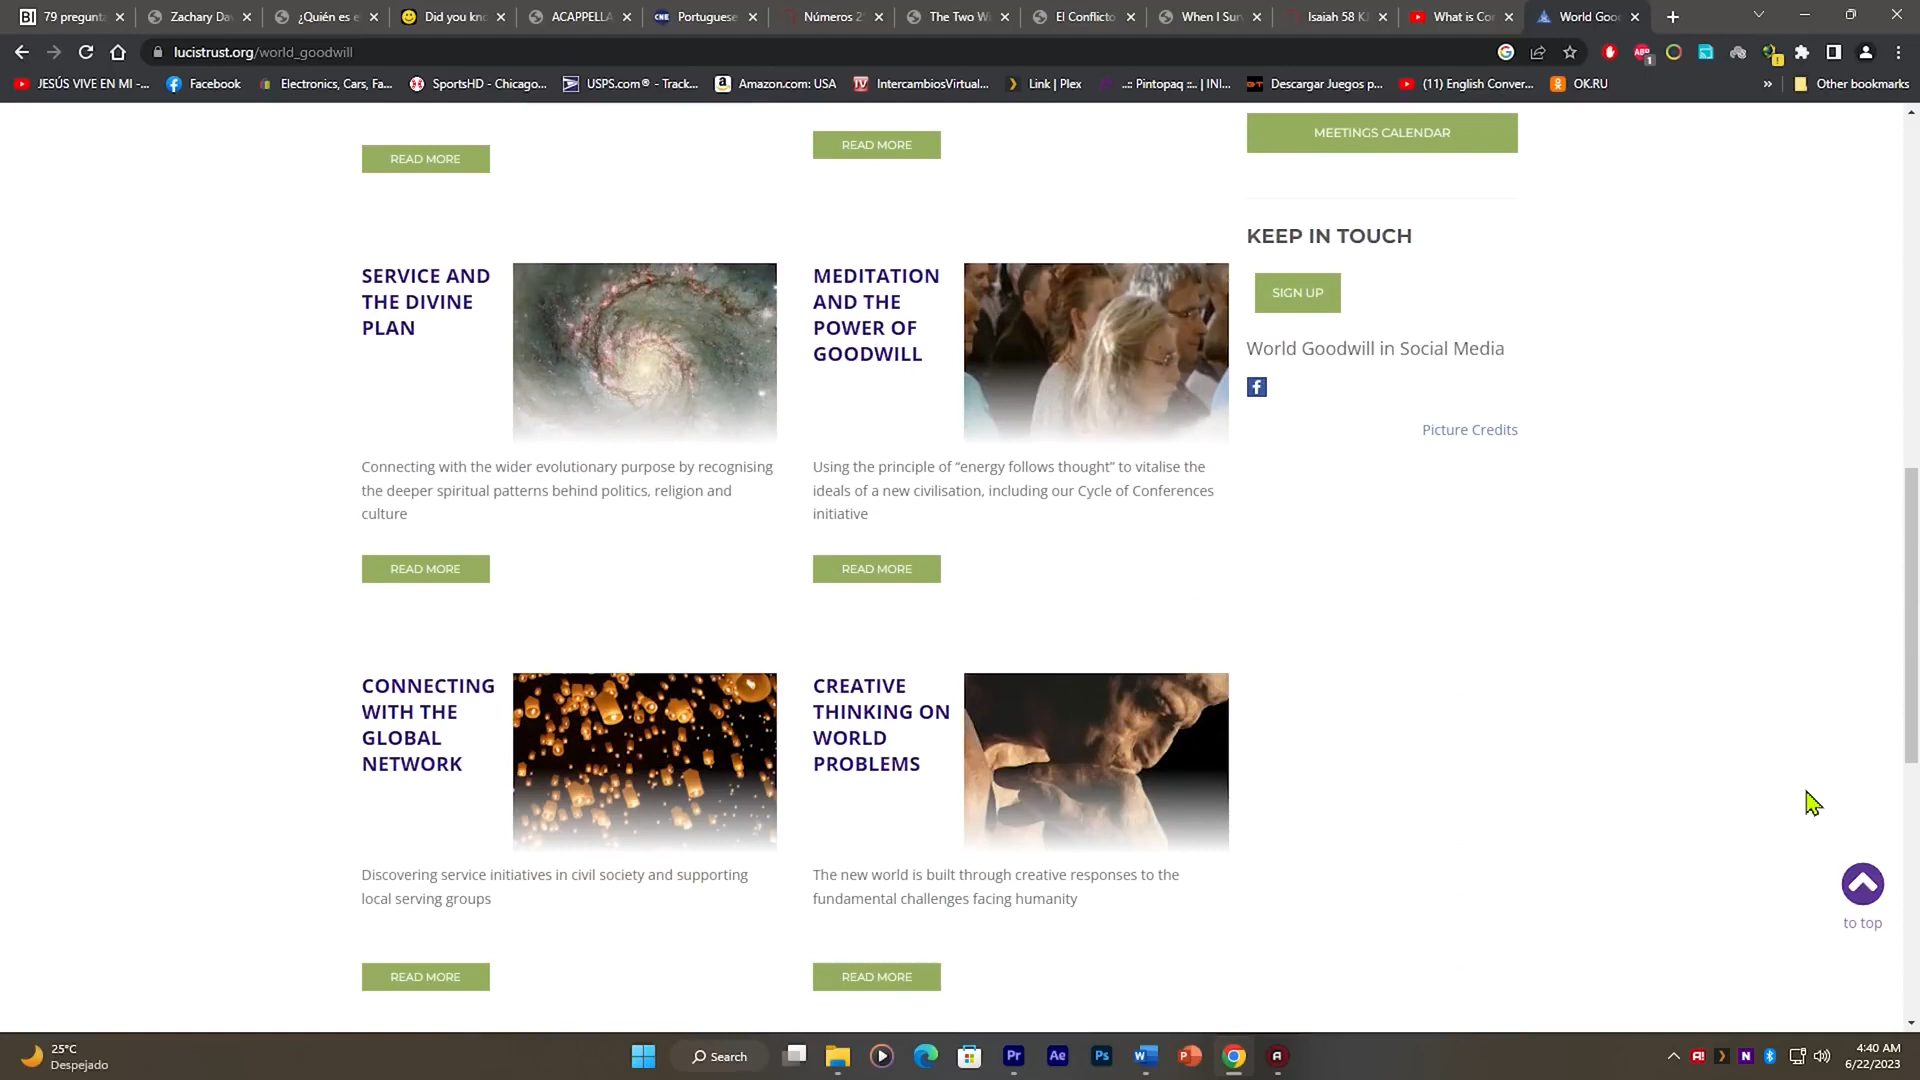 79 pregunt
Zachary Da
¿Quién es e
Did you kn
ACAPPELLA
Portuguese
Números 2
The Two W
El Conflicto
When I Sur
Isaiah 58 K
What is Co
World Goo
lucistrust.org/world_goodwill
JESÚS VIVE EN MI -...
Facebook
Electronics, Cars, Fa...
SportsHD - Chicago...
USPS.com® - Track...
Amazon.com: USA
IntercambiosVirtual...
Link | Plex
..:: Pintopaq ::.. | INI...
Descargar Juegos p...
(11) English Conver...
OK.RU
»
Other bookmarks
READ MORE
READ MORE
MEETINGS CALENDAR
KEEP IN TOUCH
SIGN UP
World Goodwill in Social Media
Picture Credits
SERVICE AND
THE DIVINE
PLAN
Connecting with the wider evolutionary purpose by recognising
the deeper spiritual patterns behind politics, religion and
culture
READ MORE
MEDITATION
AND THE
POWER OF
GOODWILL
Using the principle of “energy follows thought” to vitalise the
ideals of a new civilisation, including our Cycle of Conferences
initiative
READ MORE
CONNECTING
WITH THE
GLOBAL
NETWORK
Discovering service initiatives in civil society and supporting
local serving groups
READ MORE
CREATIVE
THINKING ON
WORLD
PROBLEMS
The new world is built through creative responses to the
fundamental challenges facing humanity
READ MORE
to top
25°C
Despejado
Search
4:40 AM
6/22/2023